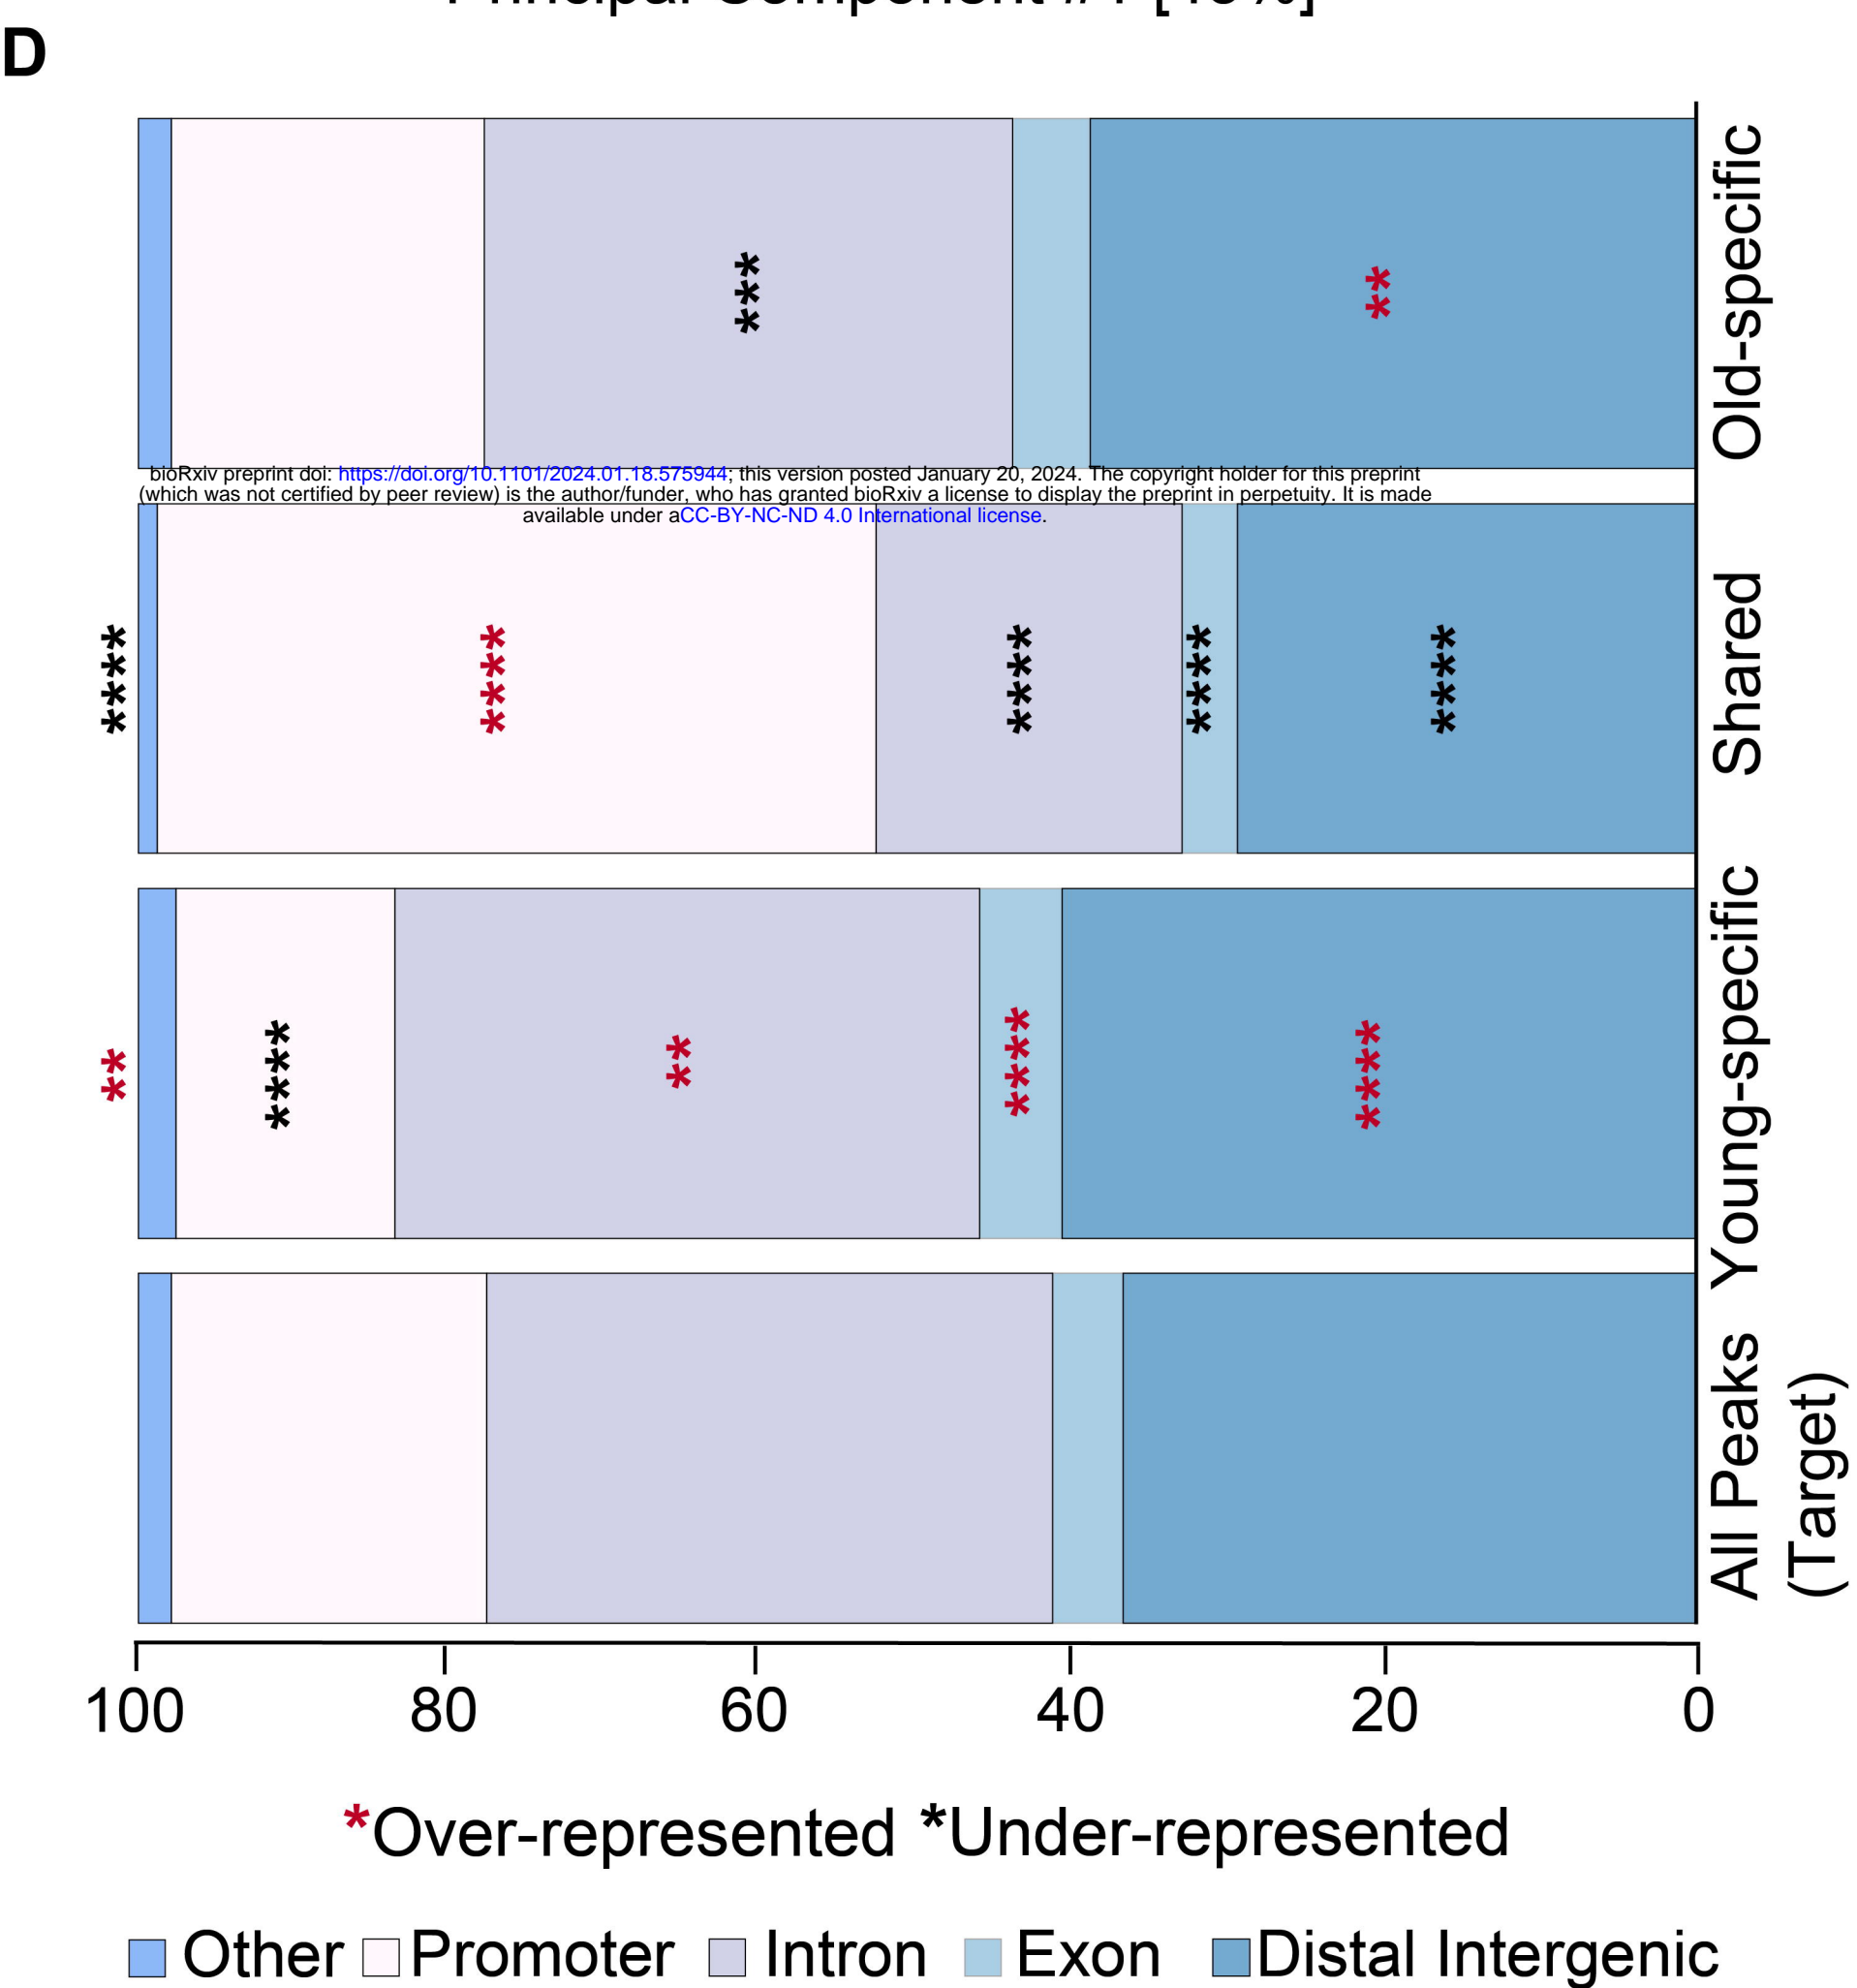 D
Old-specific
***
**
bioRxiv preprint doi: https://doi.org/10.1101/2024.01.18.575944; this version posted January 20, 2024. The copyright holder for this preprint
(which was not certified by peer review) is the author/funder, who has granted bioRxiv a license to display the preprint in perpetuity. It is made
available under aCC-BY-NC-ND 4.0 International license.
Shared
****
****
****
****
****
Young-specific
**
****
**
****
****
All Peaks
(Target)
100 80 60 40 20 0
*Over-represented *Under-represented
Other Promoter Intron Exon Distal Intergenic